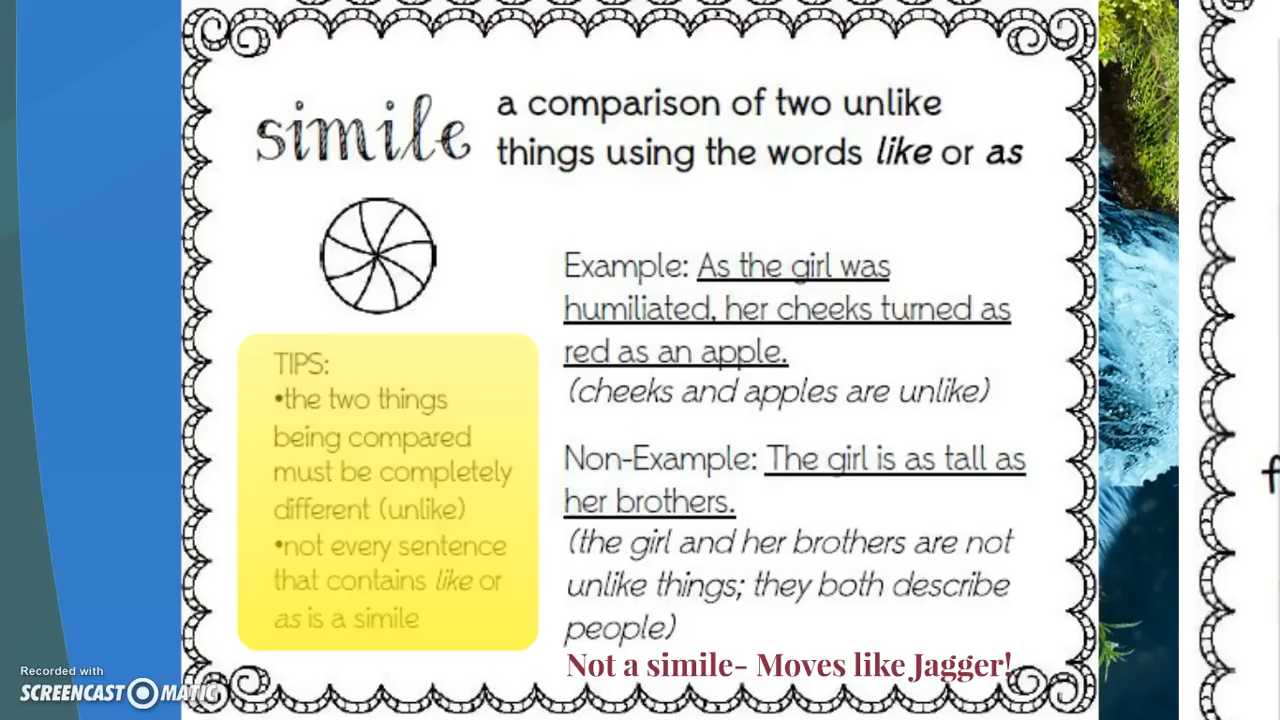 simile
a comparison of two unlike
things using the words like or as
Example: As the girl was
humiliated, her cheeks turned as
red as an apple.
(cheeks and apples are unlike)
Non-Example: The girl is as tall as
her brothers.
(the girl and her brothers are not
unlike things; they both describe
people)
Not a simile- Moves like Jagger!
TIPS:
•the two things
being compared
must be completely
different (unlike)
•not every sentence
that contains like or
as is a simile
Recorded with
SCREENCAST-O-MATIC
f